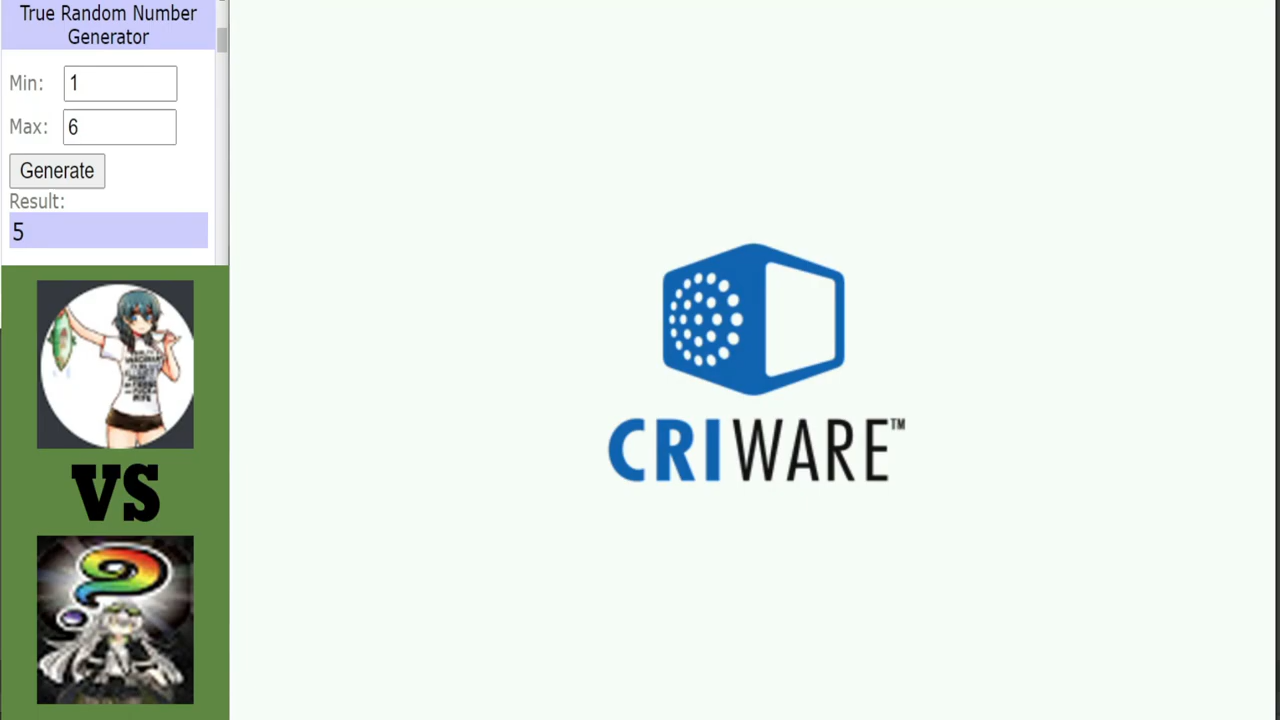 True Random Number
Generator
Min: 1
Max: 6
Generate
Result:
5
VS
CRIWARE™